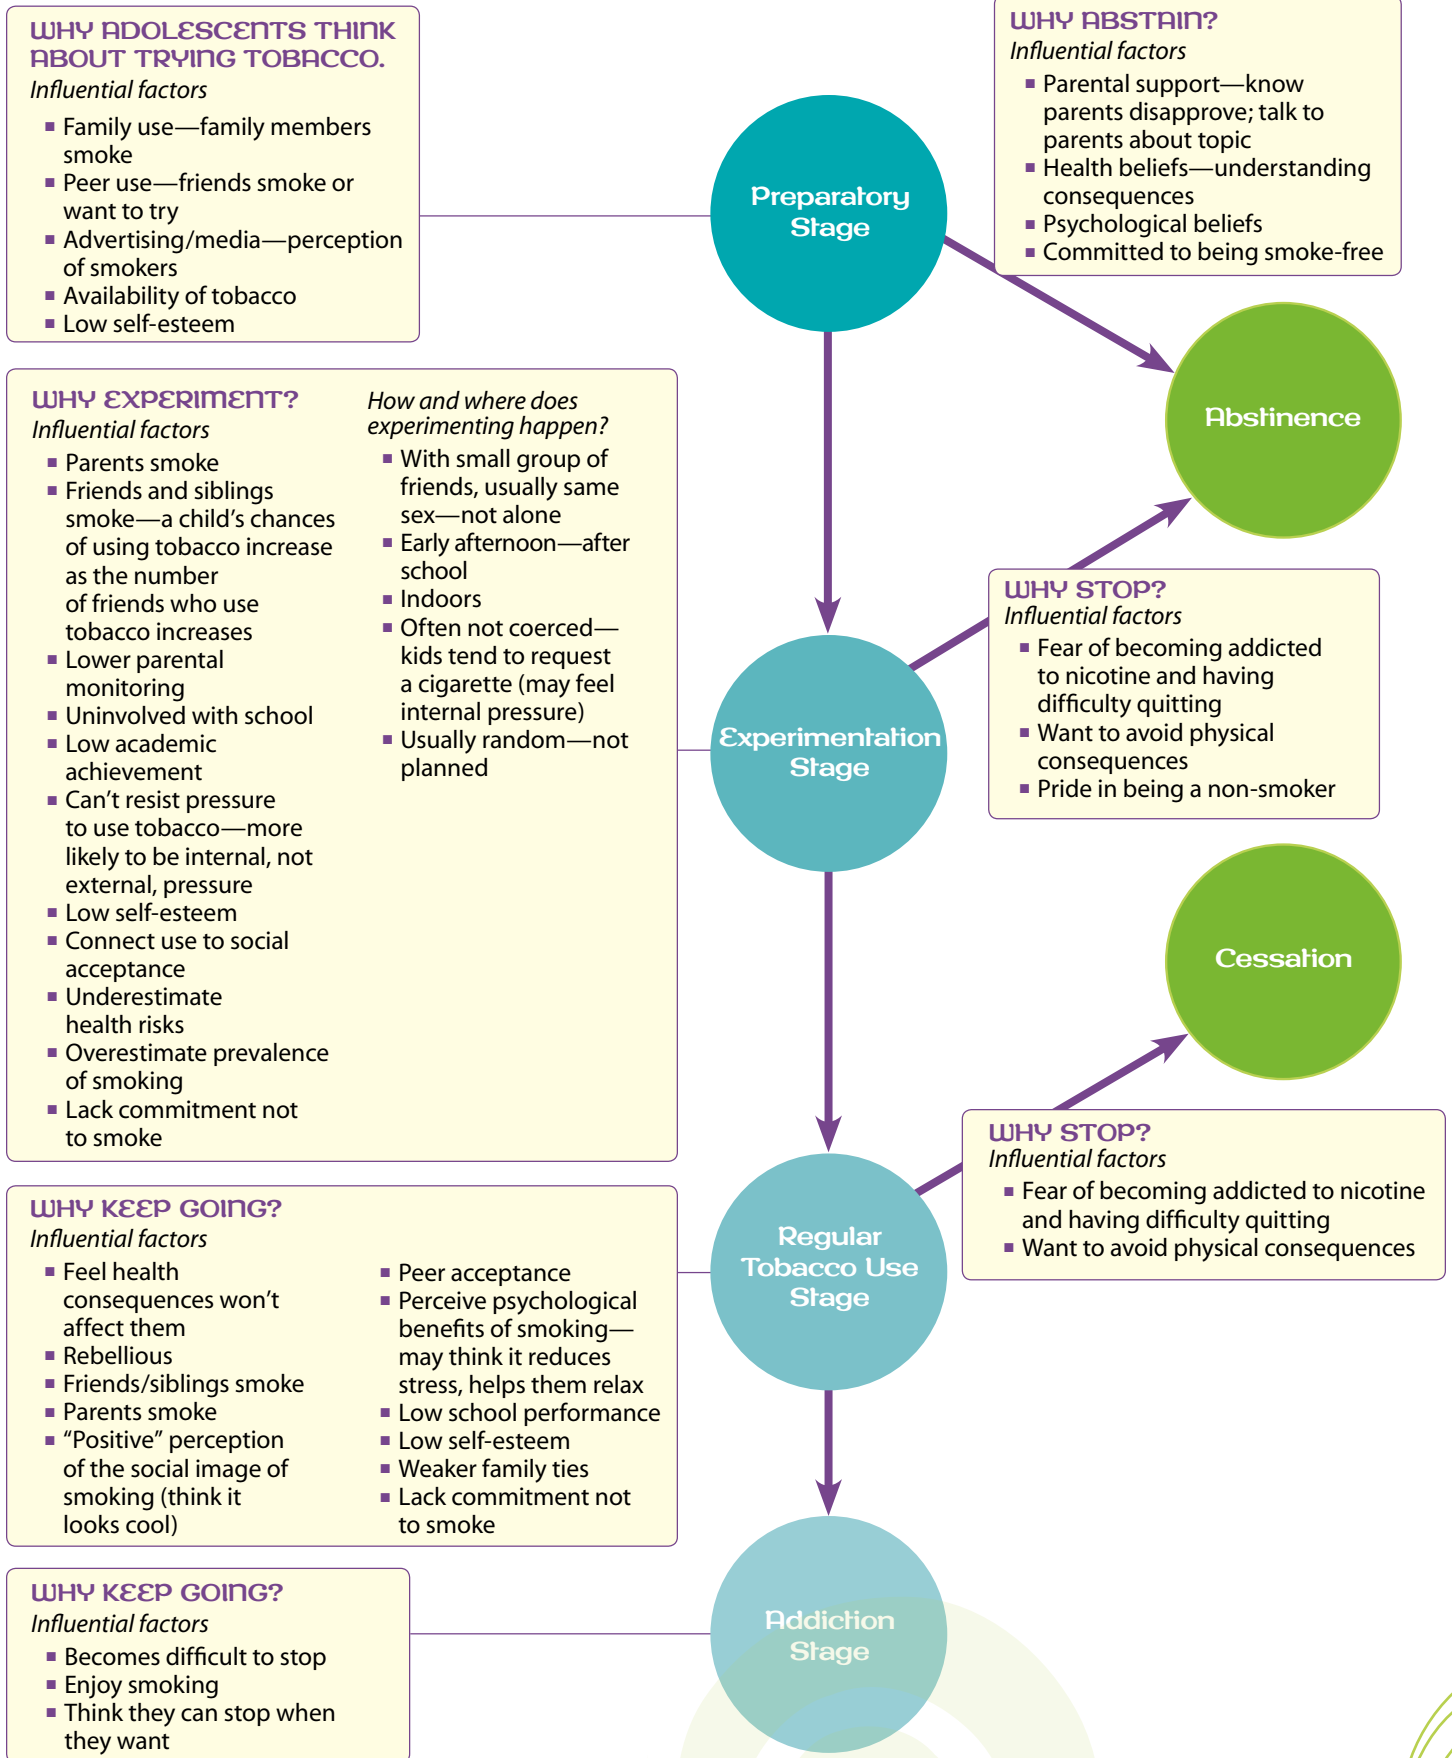 WHY ADOLESCENTS THINK
ABOUT TRYING TOBACCO.
Influential factors
■ Family use—family members
smoke
■ Peer use—friends smoke or
want to try
■ Advertising/media—perception
of smokers
■ Availability of tobacco
■ Low self-esteem
Preparatory
Stage
WHY ABSTAIN?
Influential factors
■ Parental support—know
parents disapprove; talk to
parents about topic
■ Health beliefs—understanding
consequences
■ Psychological beliefs
■ Committed to being smoke-free
Abstinence
WHY EXPERIMENT?
Influential factors
■ Parents smoke
■ Friends and siblings
smoke—a child's chances
of using tobacco increase
as the number
of friends who use
tobacco increases
■ Lower parental
monitoring
■ Uninvolved with school
■ Low academic
achievement
■ Can't resist pressure
to use tobacco—more
likely to be internal, not
external, pressure
■ Low self-esteem
■ Connect use to social
acceptance
■ Underestimate
health risks
■ Overestimate prevalence
of smoking
■ Lack commitment not
to smoke
How and where does
experimenting happen?
■ With small group of
friends, usually same
sex—not alone
■ Early afternoon—after
school
■ Indoors
■ Often not coerced—
kids tend to request
a cigarette (may feel
internal pressure)
■ Usually random—not
planned
Experimentation
Stage
WHY STOP?
Influential factors
■ Fear of becoming addicted
to nicotine and having
difficulty quitting
■ Want to avoid physical
consequences
■ Pride in being a non-smoker
Cessation
WHY STOP?
Influential factors
■ Fear of becoming addicted to nicotine
and having difficulty quitting
■ Want to avoid physical consequences
WHY KEEP GOING?
Influential factors
■ Feel health
consequences won't
affect them
■ Rebellious
■ Friends/siblings smoke
■ Parents smoke
■ "Positive" perception
of the social image of
smoking (think it
looks cool)
■ Peer acceptance
■ Perceive psychological
benefits of smoking—
may think it reduces
stress, helps them relax
■ Low school performance
■ Low self-esteem
■ Weaker family ties
■ Lack commitment not
to smoke
Regular
Tobacco Use
Stage
WHY KEEP GOING?
Influential factors
■ Becomes difficult to stop
■ Enjoy smoking
■ Think they can stop when
they want
Addiction
Stage